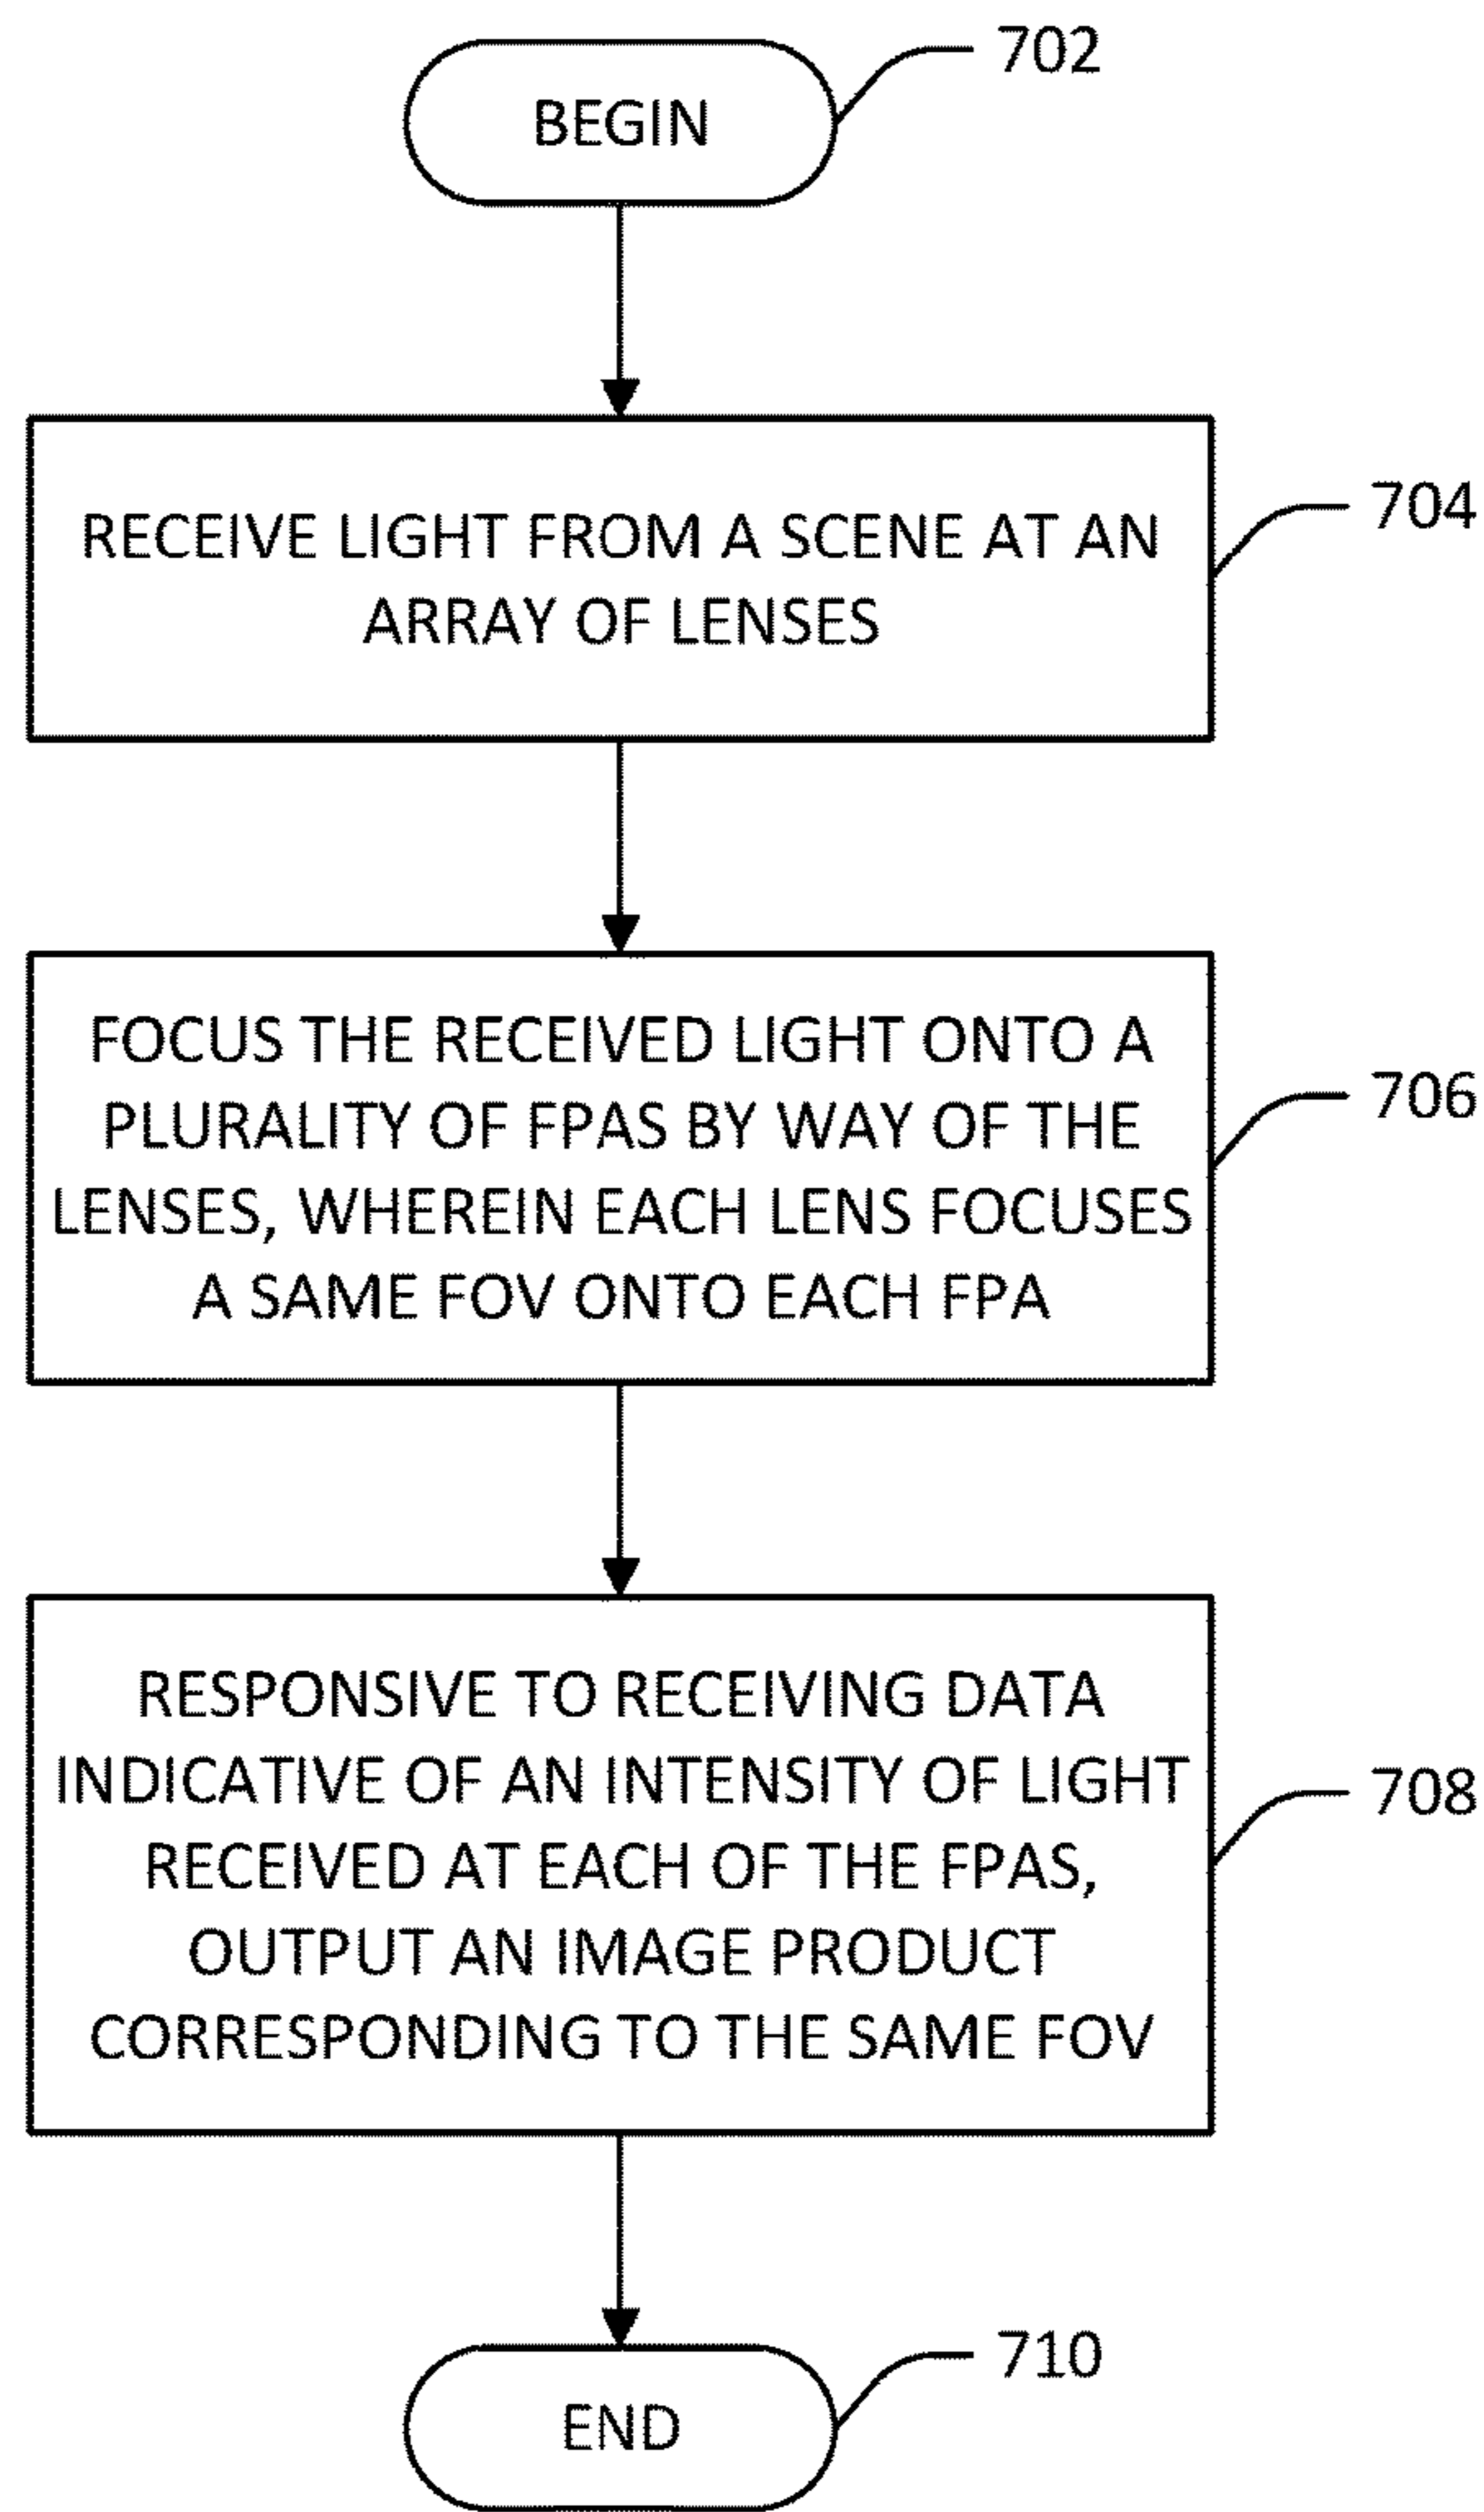 702
BEGIN
704
RECEIVE LIGHT FROM A SCENE AT AN
ARRAY OF LENSES
706
FOCUS THE RECEIVED LIGHT ONTO A
PLURALITY OF FPAS BY WAY OF THE
LENSES, WHEREIN EACH LENS FOCUSES
A SAME FOV ONTO EACH FPA
708
RESPONSIVE TO RECEIVING DATA
INDICATIVE OF AN INTENSITY OF LIGHT
RECEIVED AT EACH OF THE FPAS,
OUTPUT AN IMAGE PRODUCT
CORRESPONDING TO THE SAME FOV
710
END